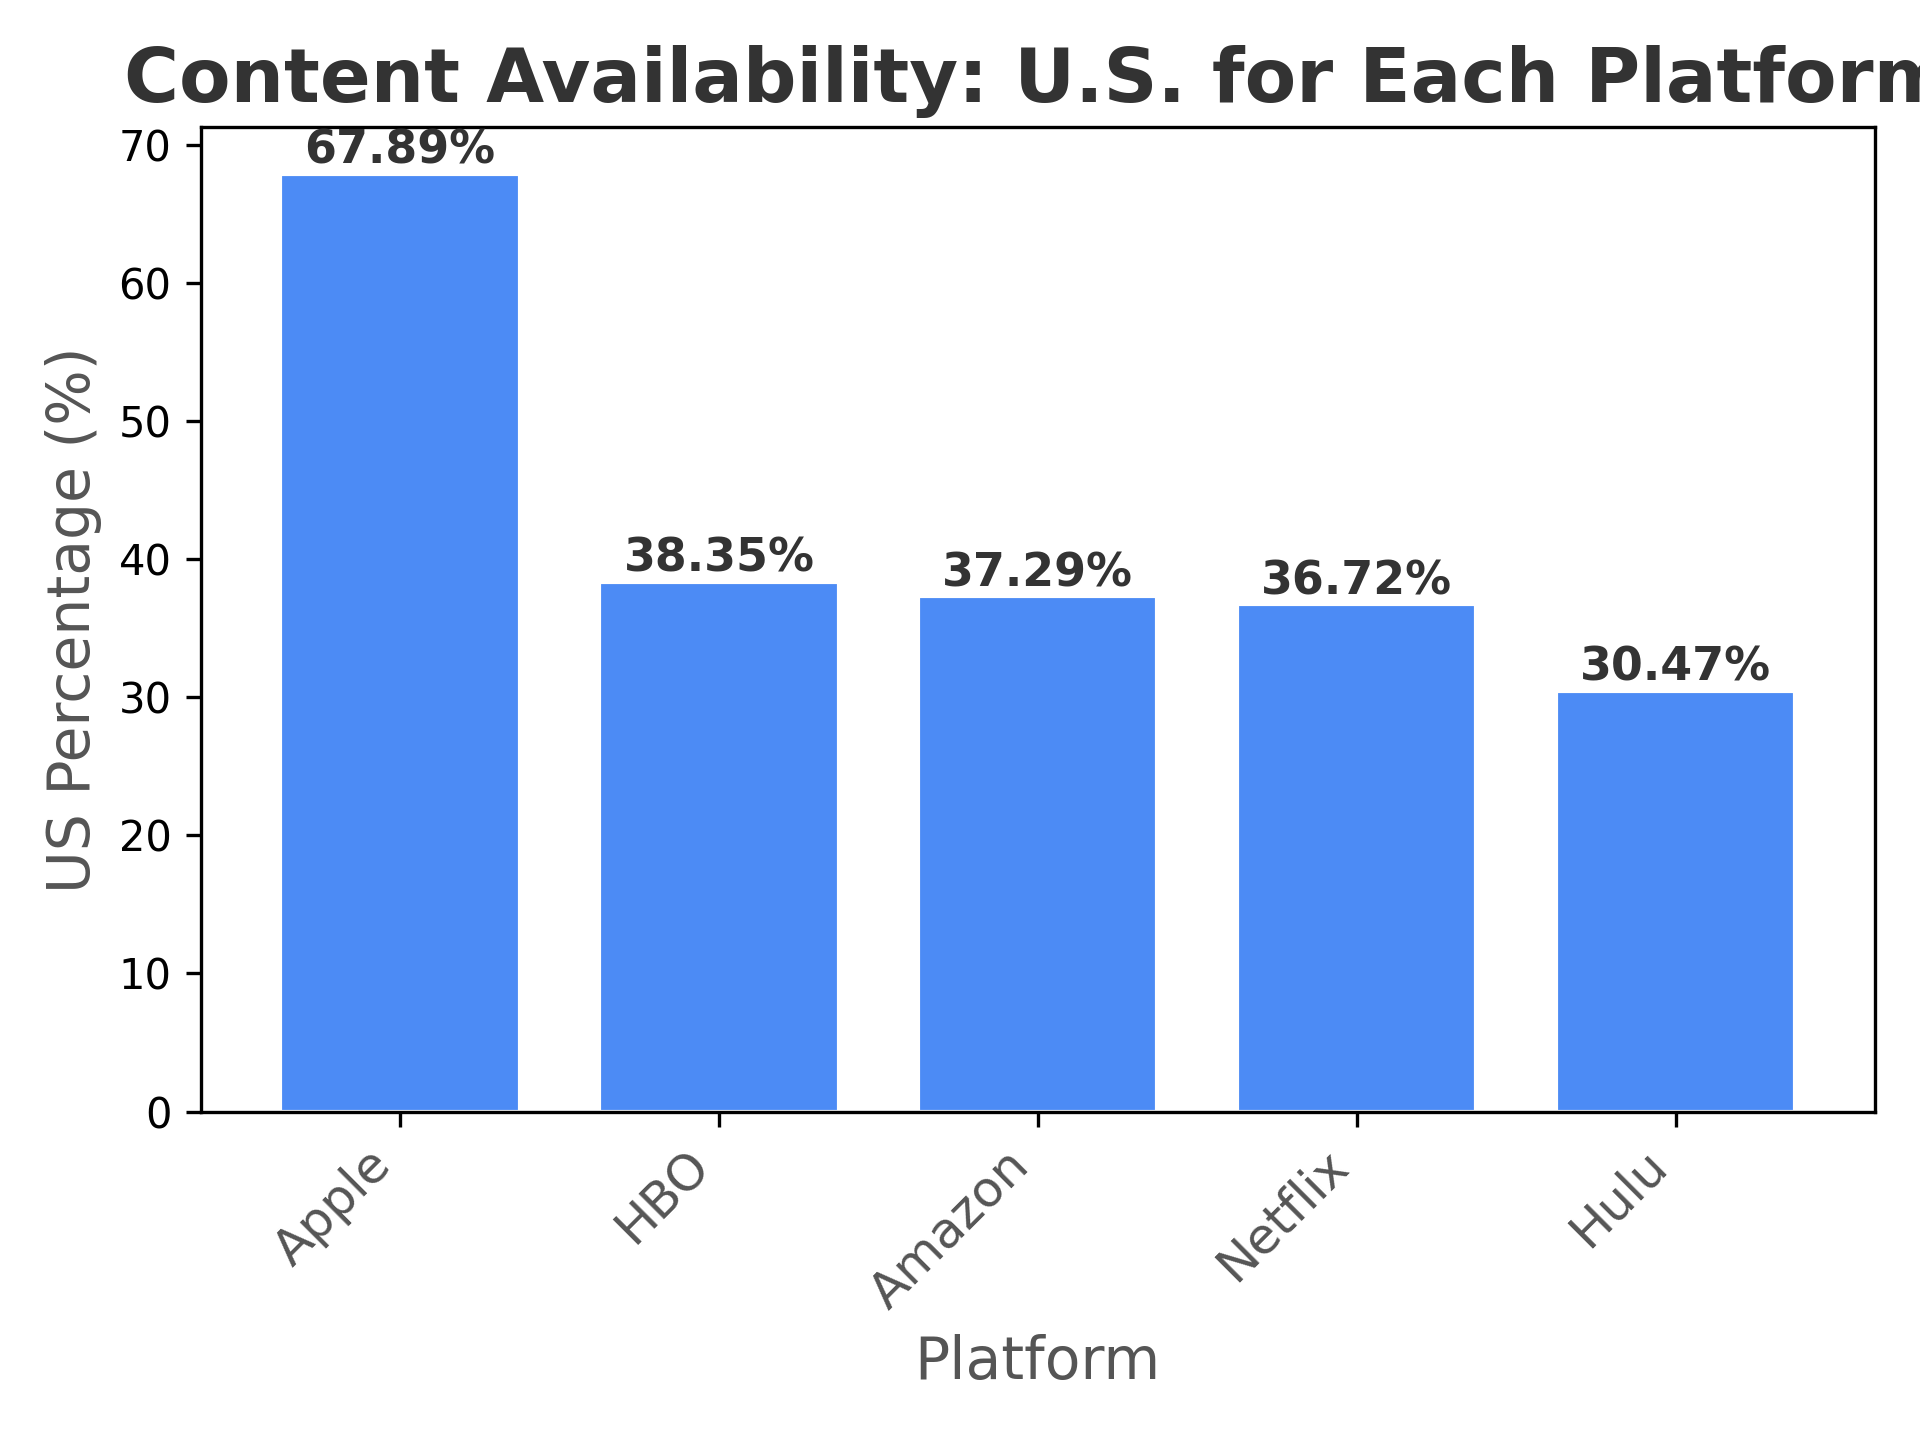 Content Availability: U.S. for Each Platform
US Percentage (%)
70
60
50
40
30
20
10
0
67.89%
38.35%
37.29%
36.72%
30.47%
Apple
HBO
Amazon
Netflix
Hulu
Platform